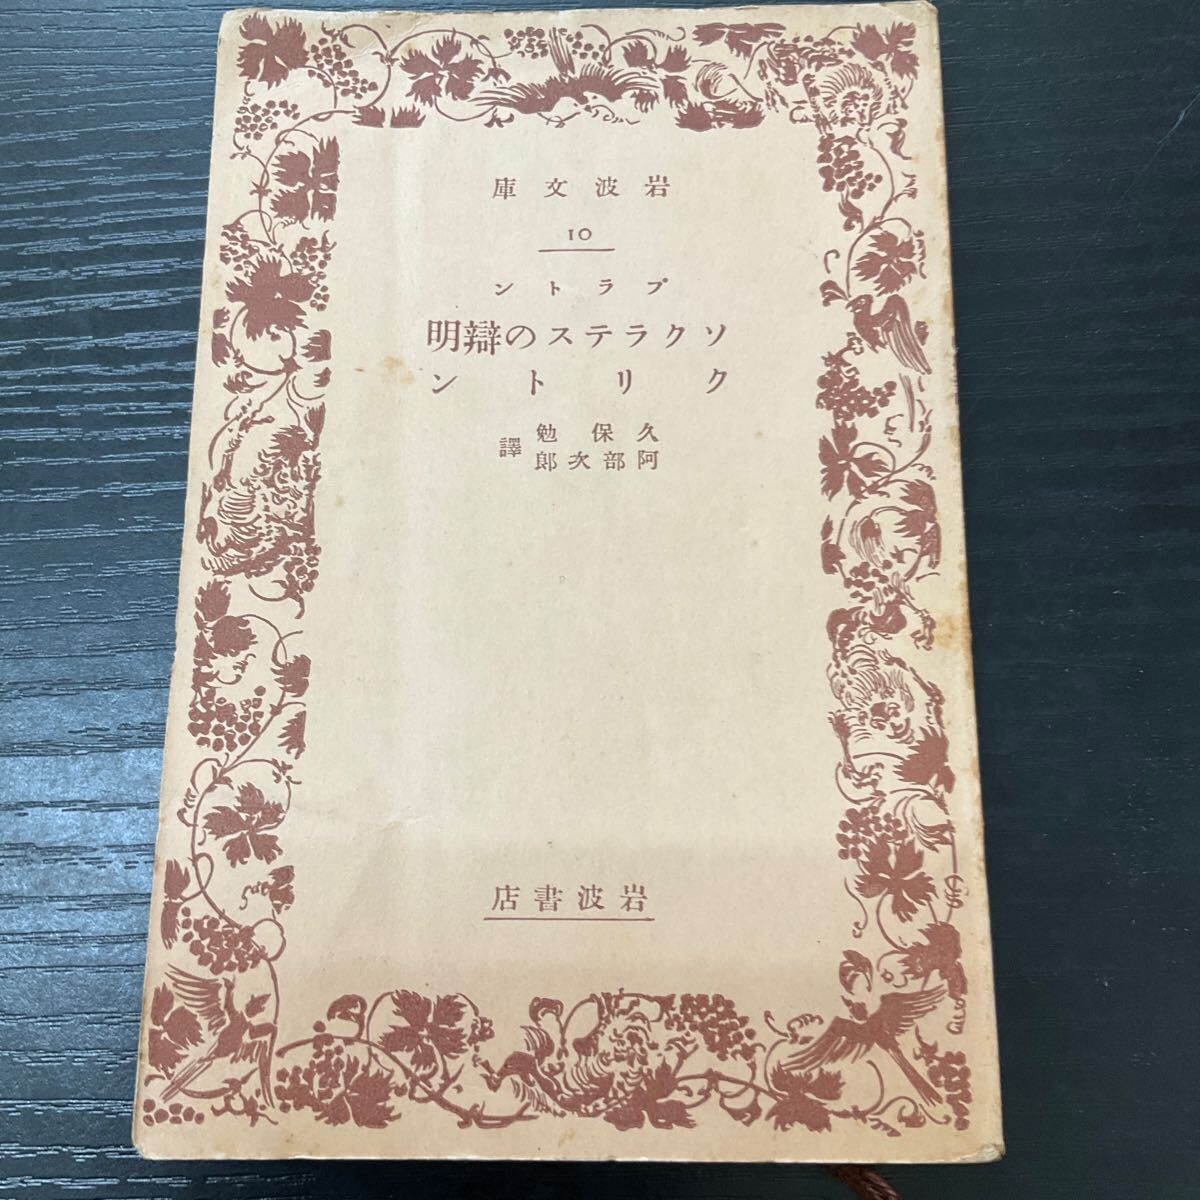 岩波文庫
10
プラトン
ソクラテスの辯明
クリトン
久保勉
阿部次郎
譯
岩波書店